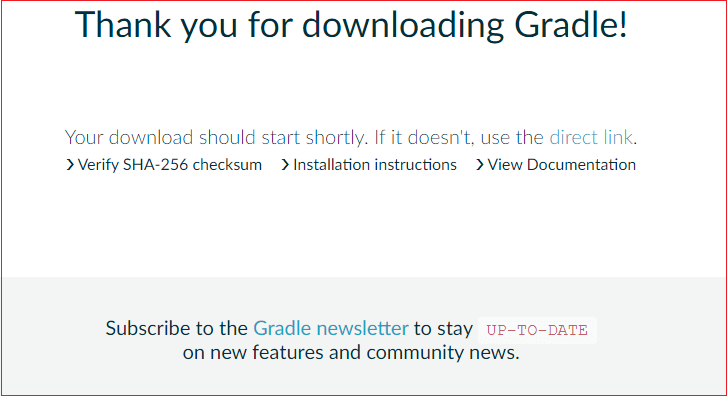 Thank you for downloading Gradle!
Your download should start shortly. If it doesn't, use the direct link.
❯ Verify SHA-256 checksum ❯ Installation instructions ❯ View Documentation
Subscribe to the Gradle newsletter to stay UP-TO-DATE
on new features and community news.